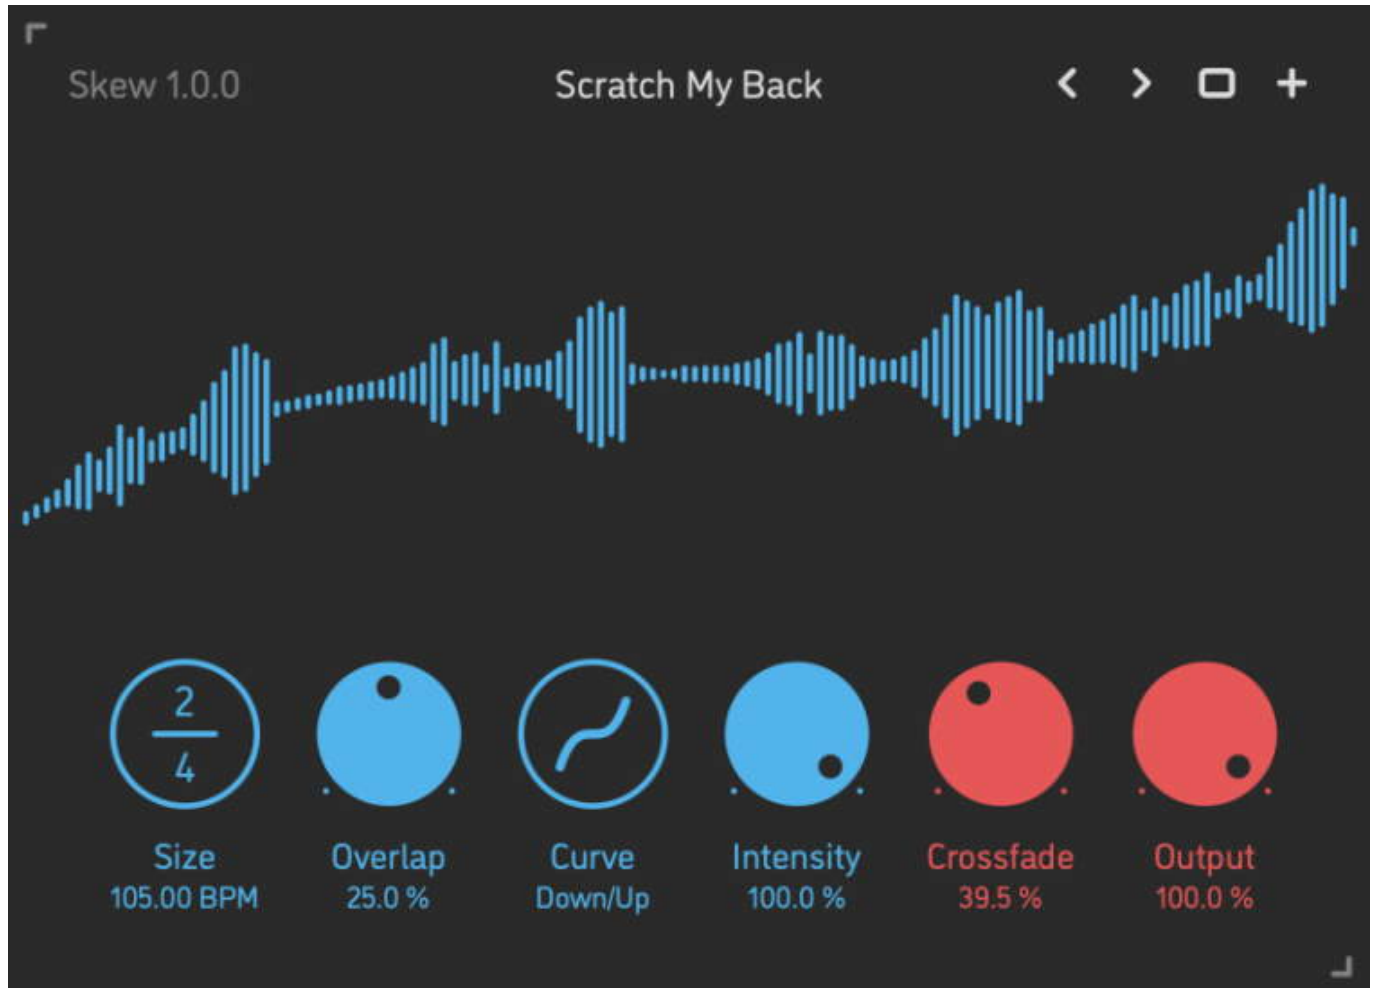 Skew 1.0.0
Scratch My Back
2
4
Size
105.00 BPM
Overlap
25.0 %
Curve
Down/Up
Intensity
100.0 %
Crossfade
39.5 %
Output
100.0 %